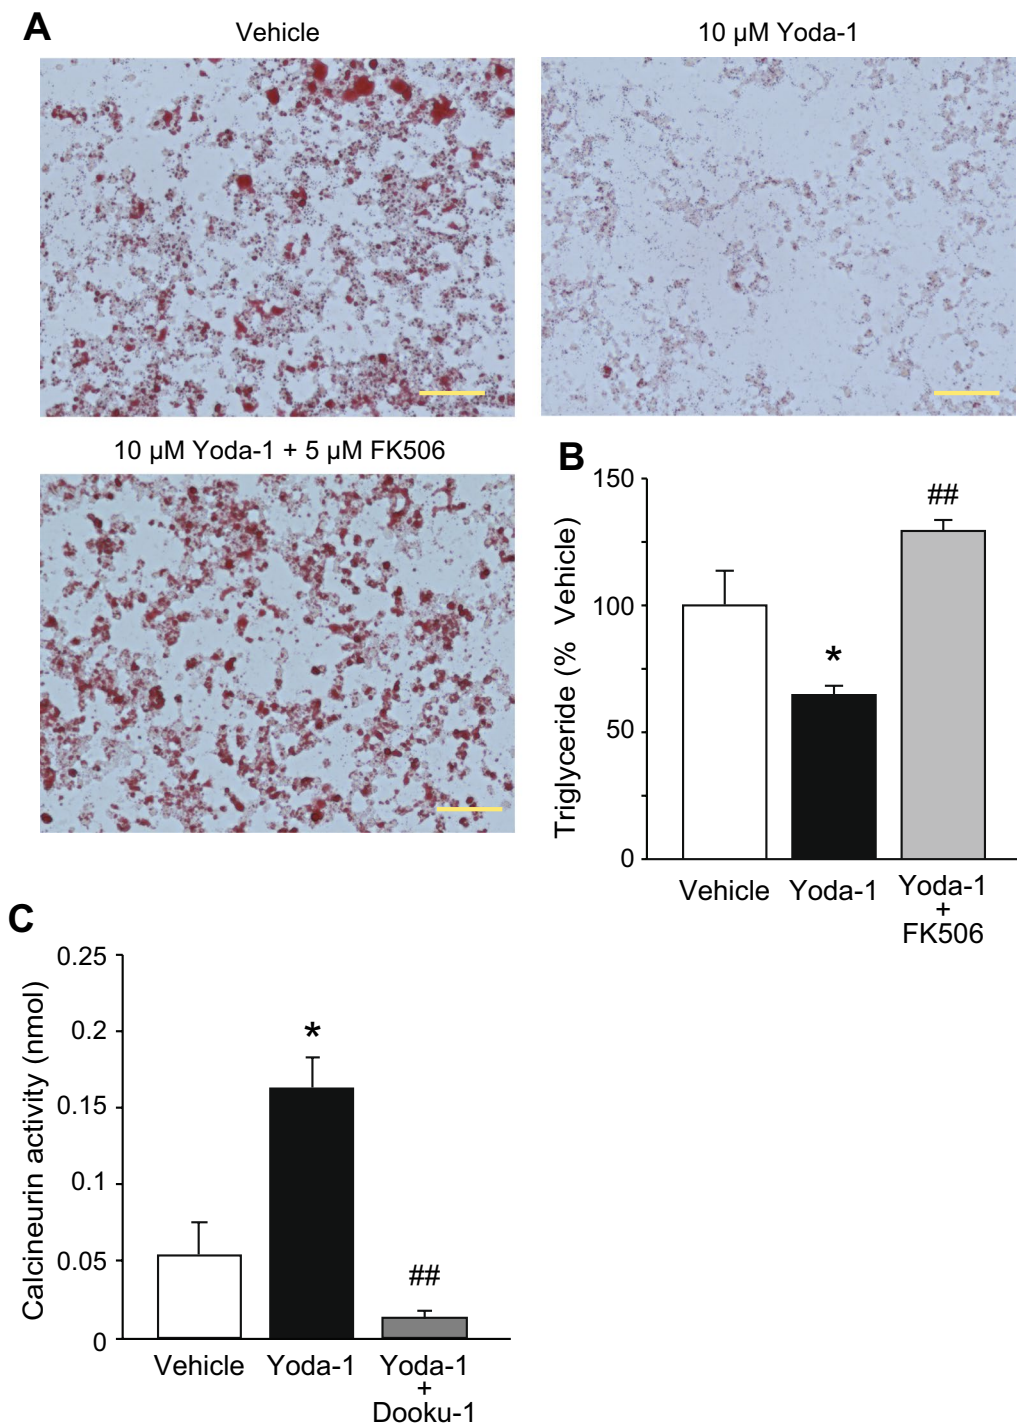 A
Vehicle
10 µM Yoda-1
10 µM Yoda-1 + 5 µM FK506
B
Triglyceride (% Vehicle)
150
100
50
0
*
##
Vehicle
Yoda-1
Yoda-1
+
FK506
C
Calcineurin activity (nmol)
0.25
0.2
0.15
0.1
0.05
0
*
##
Vehicle
Yoda-1
Yoda-1
+
Dooku-1